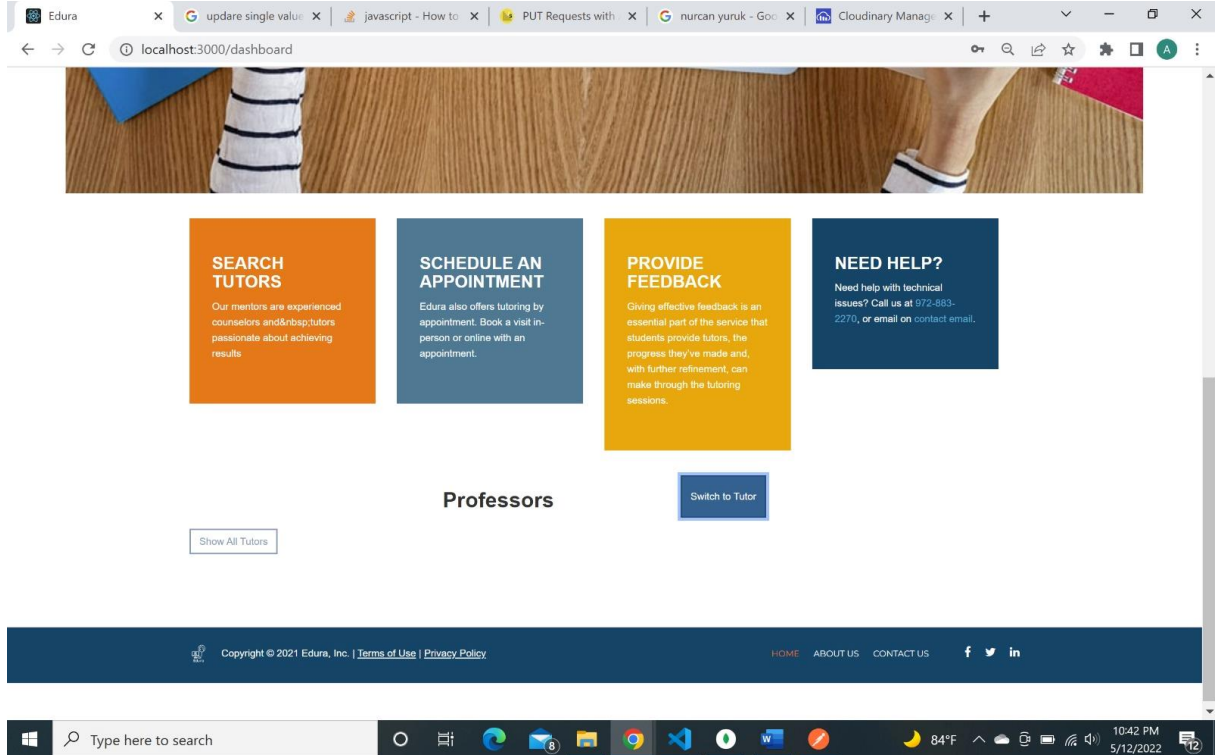 Edura
updare single value
javascript - How to
PUT Requests with
nurcan yuruk - Goo
Cloudinary Manage
localhost:3000/dashboard
A
SEARCH
TUTORS
Our mentors are experienced
counselors and&nbsp;tutors
passionate about achieving
results
SCHEDULE AN
APPOINTMENT
Edura also offers tutoring by
appointment. Book a visit in-
person or online with an
appointment.
PROVIDE
FEEDBACK
Giving effective feedback is an
essential part of the service that
students provide tutors, the
progress they've made and,
with further refinement, can
make through the tutoring
sessions.
NEED HELP?
Need help with technical
issues? Call us at 972-883-
2270, or email on contact email.
Professors
Switch to Tutor
Show All Tutors
Copyright © 2021 Edura, Inc. | Terms of Use | Privacy Policy
HOME ABOUT US CONTACT US
Type here to search
8
84°F
10:42 PM
5/12/2022
12